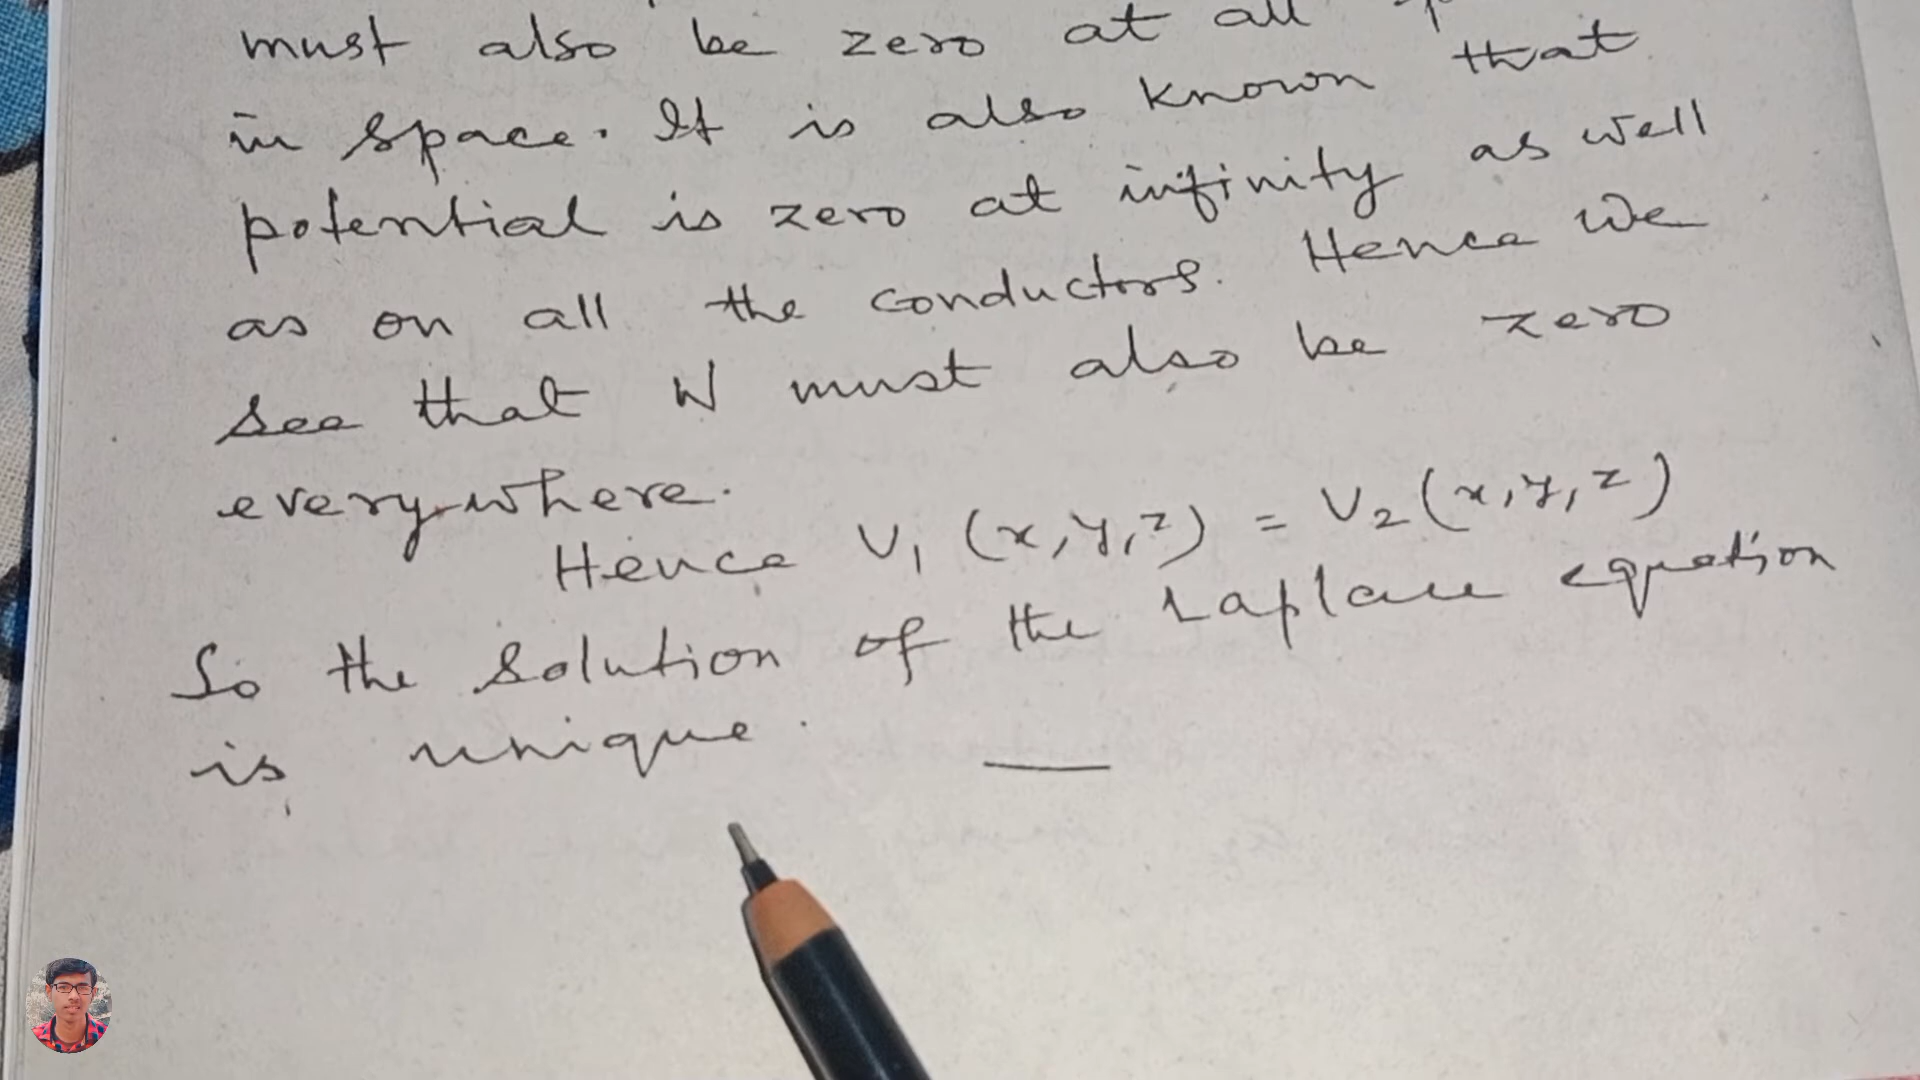 must also be zero at all
in space. It is also known that
potential is zero at infinity as well
as on all the conductors. Hence we
see that W must also be zero
everywhere.
Hence V₁ (x,y,z) = V₂(x,y,z)
So the solution of the Laplace equation
is unique.